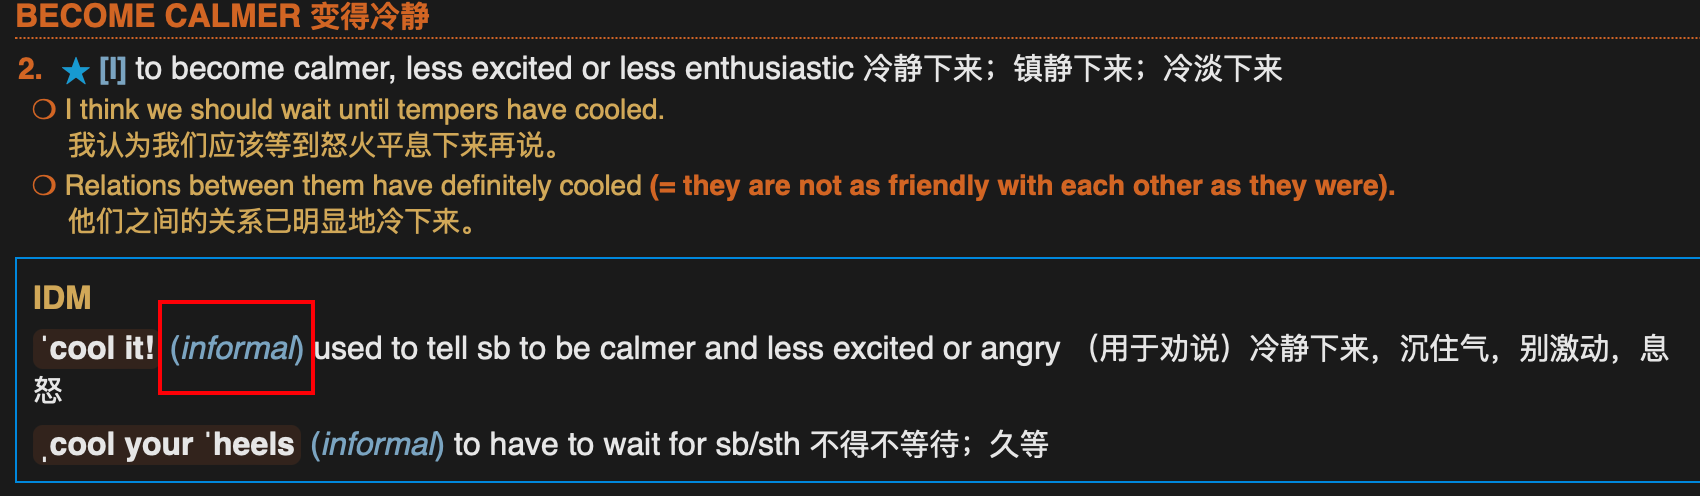 BECOME CALMER 变得冷静
2. ★ [I] to become calmer, less excited or less enthusiastic 冷静下来；镇静下来；冷淡下来
❍ I think we should wait until tempers have cooled.
我认为我们应该等到怒火平息下来再说。
❍ Relations between them have definitely cooled (= they are not as friendly with each other as they were).
他们之间的关系已明显地冷下来。
IDM
ˈcool it! (informal) used to tell sb to be calmer and less excited or angry （用于劝说）冷静下来，沉住气，别激动，息
怒
ˌcool your ˈheels (informal) to have to wait for sb/sth 不得不等待；久等